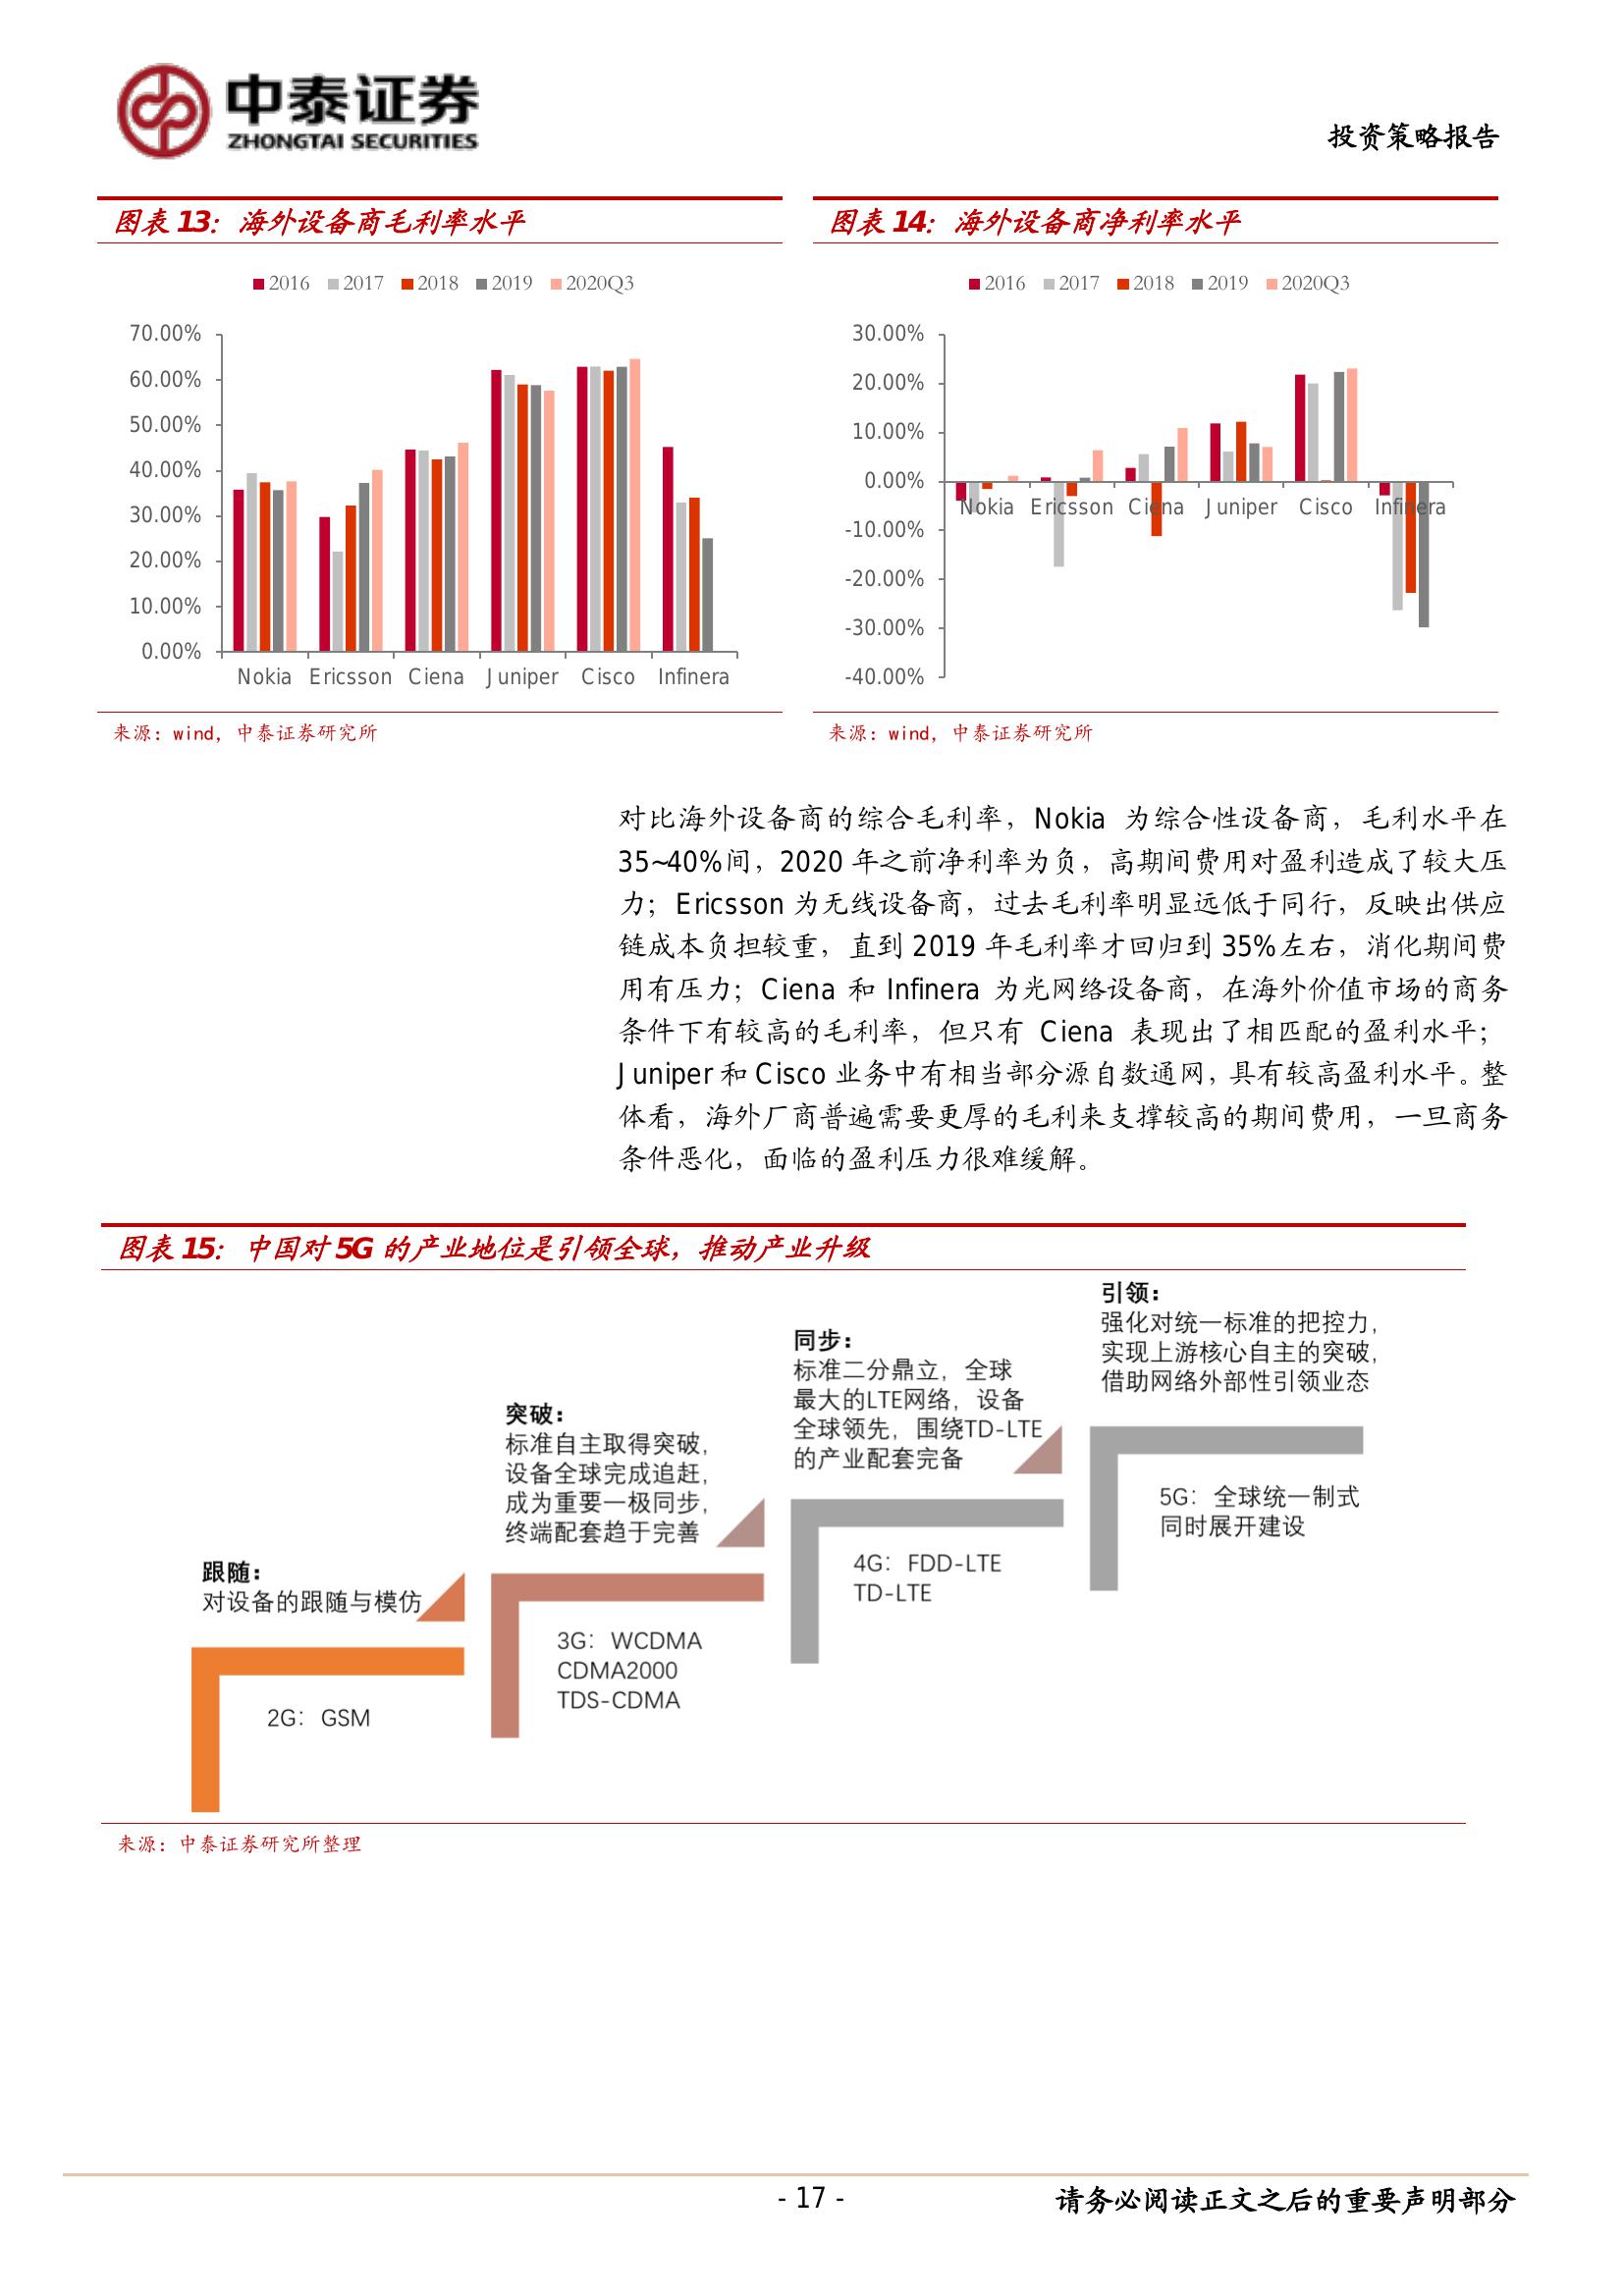 中泰证券
ZHONGTAI SECURITIES
投资策略报告
图表 13：海外设备商毛利率水平
2016 2017 2018 2019 2020Q3
70.00%
60.00%
50.00%
40.00%
30.00%
20.00%
10.00%
0.00%
Nokia Ericsson Ciena Juniper Cisco Infinera
来源：wind，中泰证券研究所
图表 14：海外设备商净利率水平
2016 2017 2018 2019 2020Q3
30.00%
20.00%
10.00%
0.00%
-10.00%
-20.00%
-30.00%
-40.00%
Nokia Ericsson Ciena Juniper Cisco Infinera
来源：wind，中泰证券研究所
对比海外设备商的综合毛利率，Nokia 为综合性设备商，毛利水平在
35~40%间，2020 年之前净利率为负，高期间费用对盈利造成了较大压
力；Ericsson 为无线设备商，过去毛利率明显远低于同行，反映出供应
链成本负担较重，直到 2019 年毛利率才回归到 35%左右，消化期间费
用有压力；Ciena 和 Infinera 为光网络设备商，在海外价值市场的商务
条件下有较高的毛利率，但只有 Ciena 表现出了相匹配的盈利水平；
Juniper 和 Cisco 业务中有相当部分源自数通网，具有较高盈利水平。整
体看，海外厂商普遍需要更厚的毛利来支撑较高的期间费用，一旦商务
条件恶化，面临的盈利压力很难缓解。
图表 15：中国对 5G 的产业地位是引领全球，推动产业升级
跟随：
对设备的跟随与模仿
2G：GSM
突破：
标准自主取得突破，
设备全球完成追赶，
成为重要一极同步，
终端配套趋于完善
3G：WCDMA
CDMA2000
TDS-CDMA
同步：
标准二分鼎立，全球
最大的LTE网络，设备
全球领先，围绕TD-LTE
的产业配套完备
4G：FDD-LTE
TD-LTE
引领：
强化对统一标准的把控力，
实现上游核心自主的突破，
借助网络外部性引领业态
5G：全球统一制式
同时展开建设
来源：中泰证券研究所整理
- 17 -
请务必阅读正文之后的重要声明部分